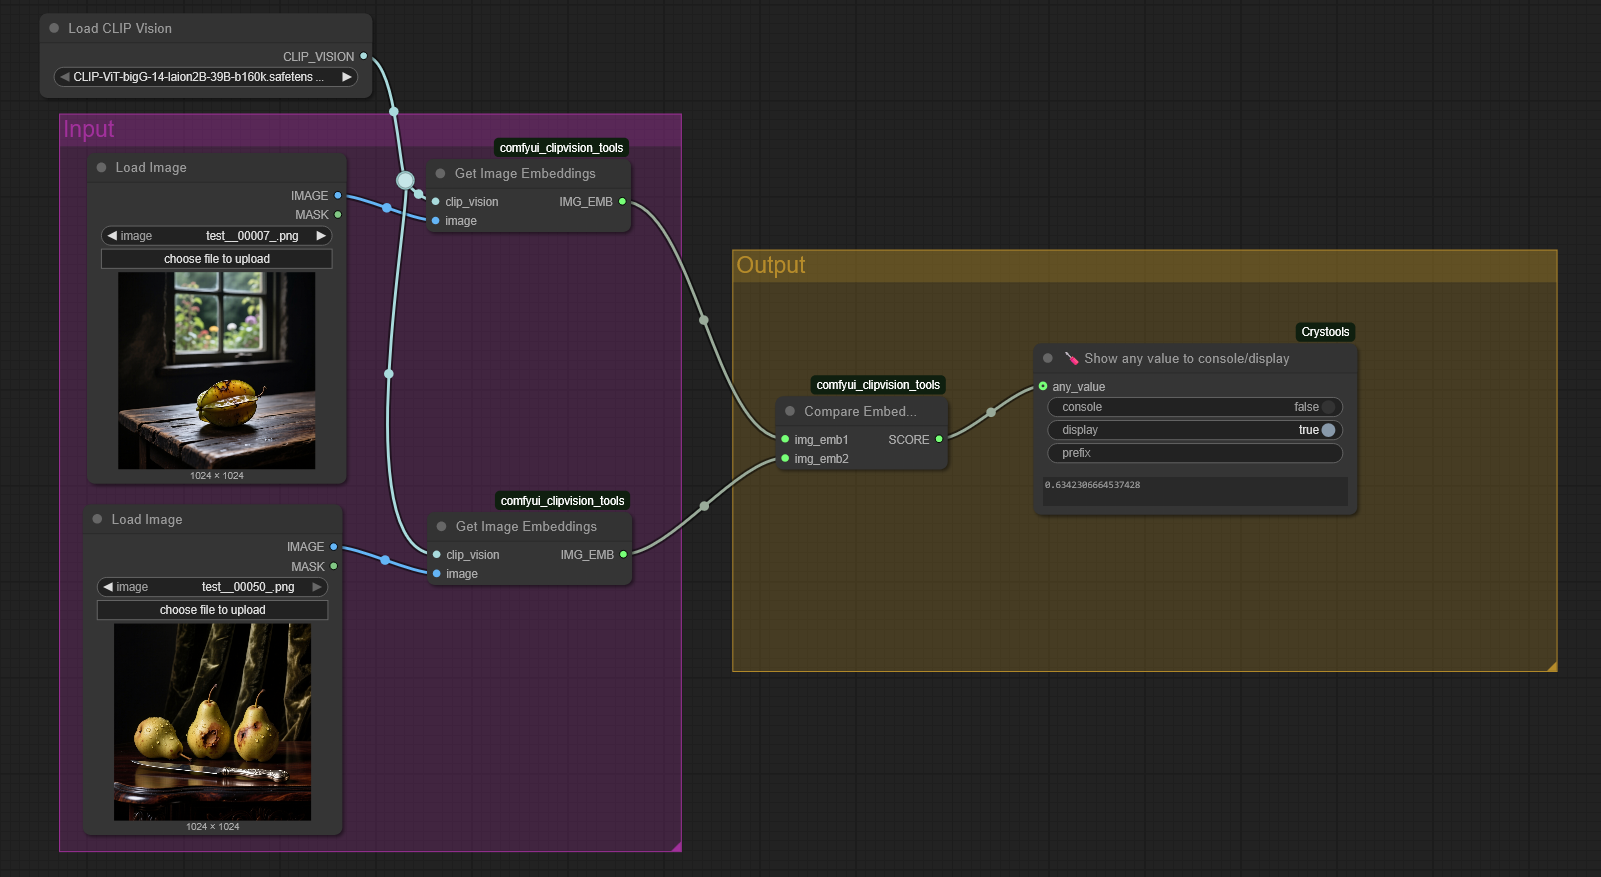 Load CLIP Vision
CLIP_VISION
CLIP-ViT-bigG-14-laion2B-39B-b160k.safetens ...
Input
comfyui_clipvision_tools
Load Image
Get Image Embeddings
IMAGE
MASK
clip_vision
IMG_EMB
image
image
test__00007_.png
choose file to upload
1024 × 1024
comfyui_clipvision_tools
Load Image
Get Image Embeddings
IMAGE
MASK
clip_vision
IMG_EMB
image
image
test__00050_.png
choose file to upload
1024 × 1024
Output
comfyui_clipvision_tools
Compare Embed...
img_emb1
SCORE
img_emb2
Crystools
Show any value to console/display
any_value
console
false
display
true
prefix
0.6342306664537428